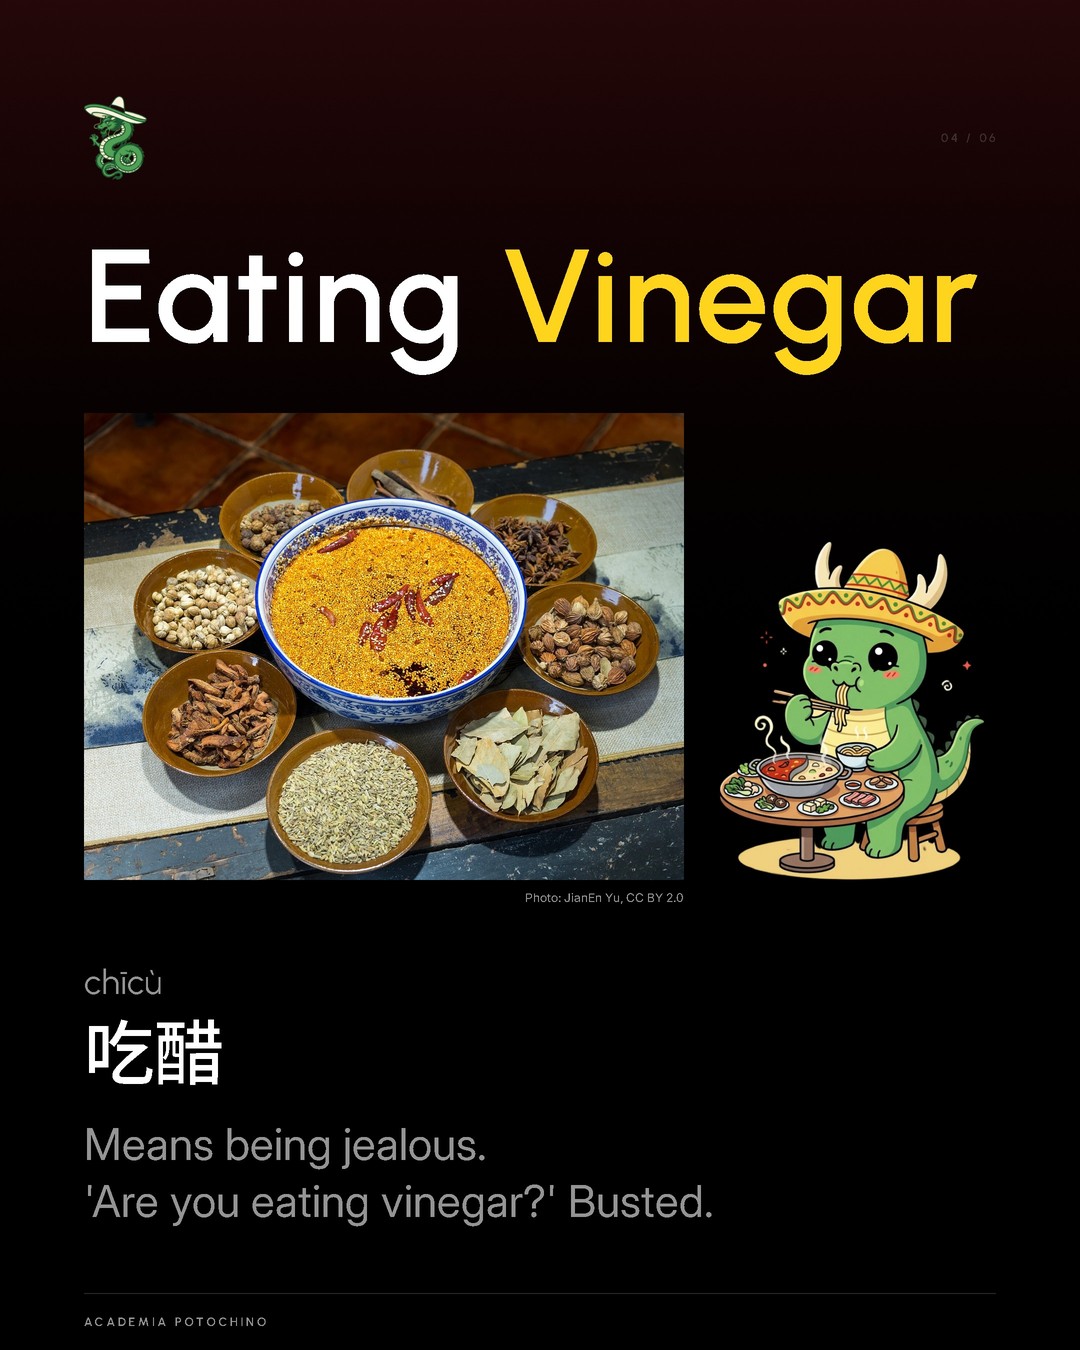 04 / 06
Eating Vinegar
Photo: JianEn Yu, CC BY 2.0
chīcù
吃醋
Means being jealous.
'Are you eating vinegar?' Busted.
ACADEMIA POTOCHINO